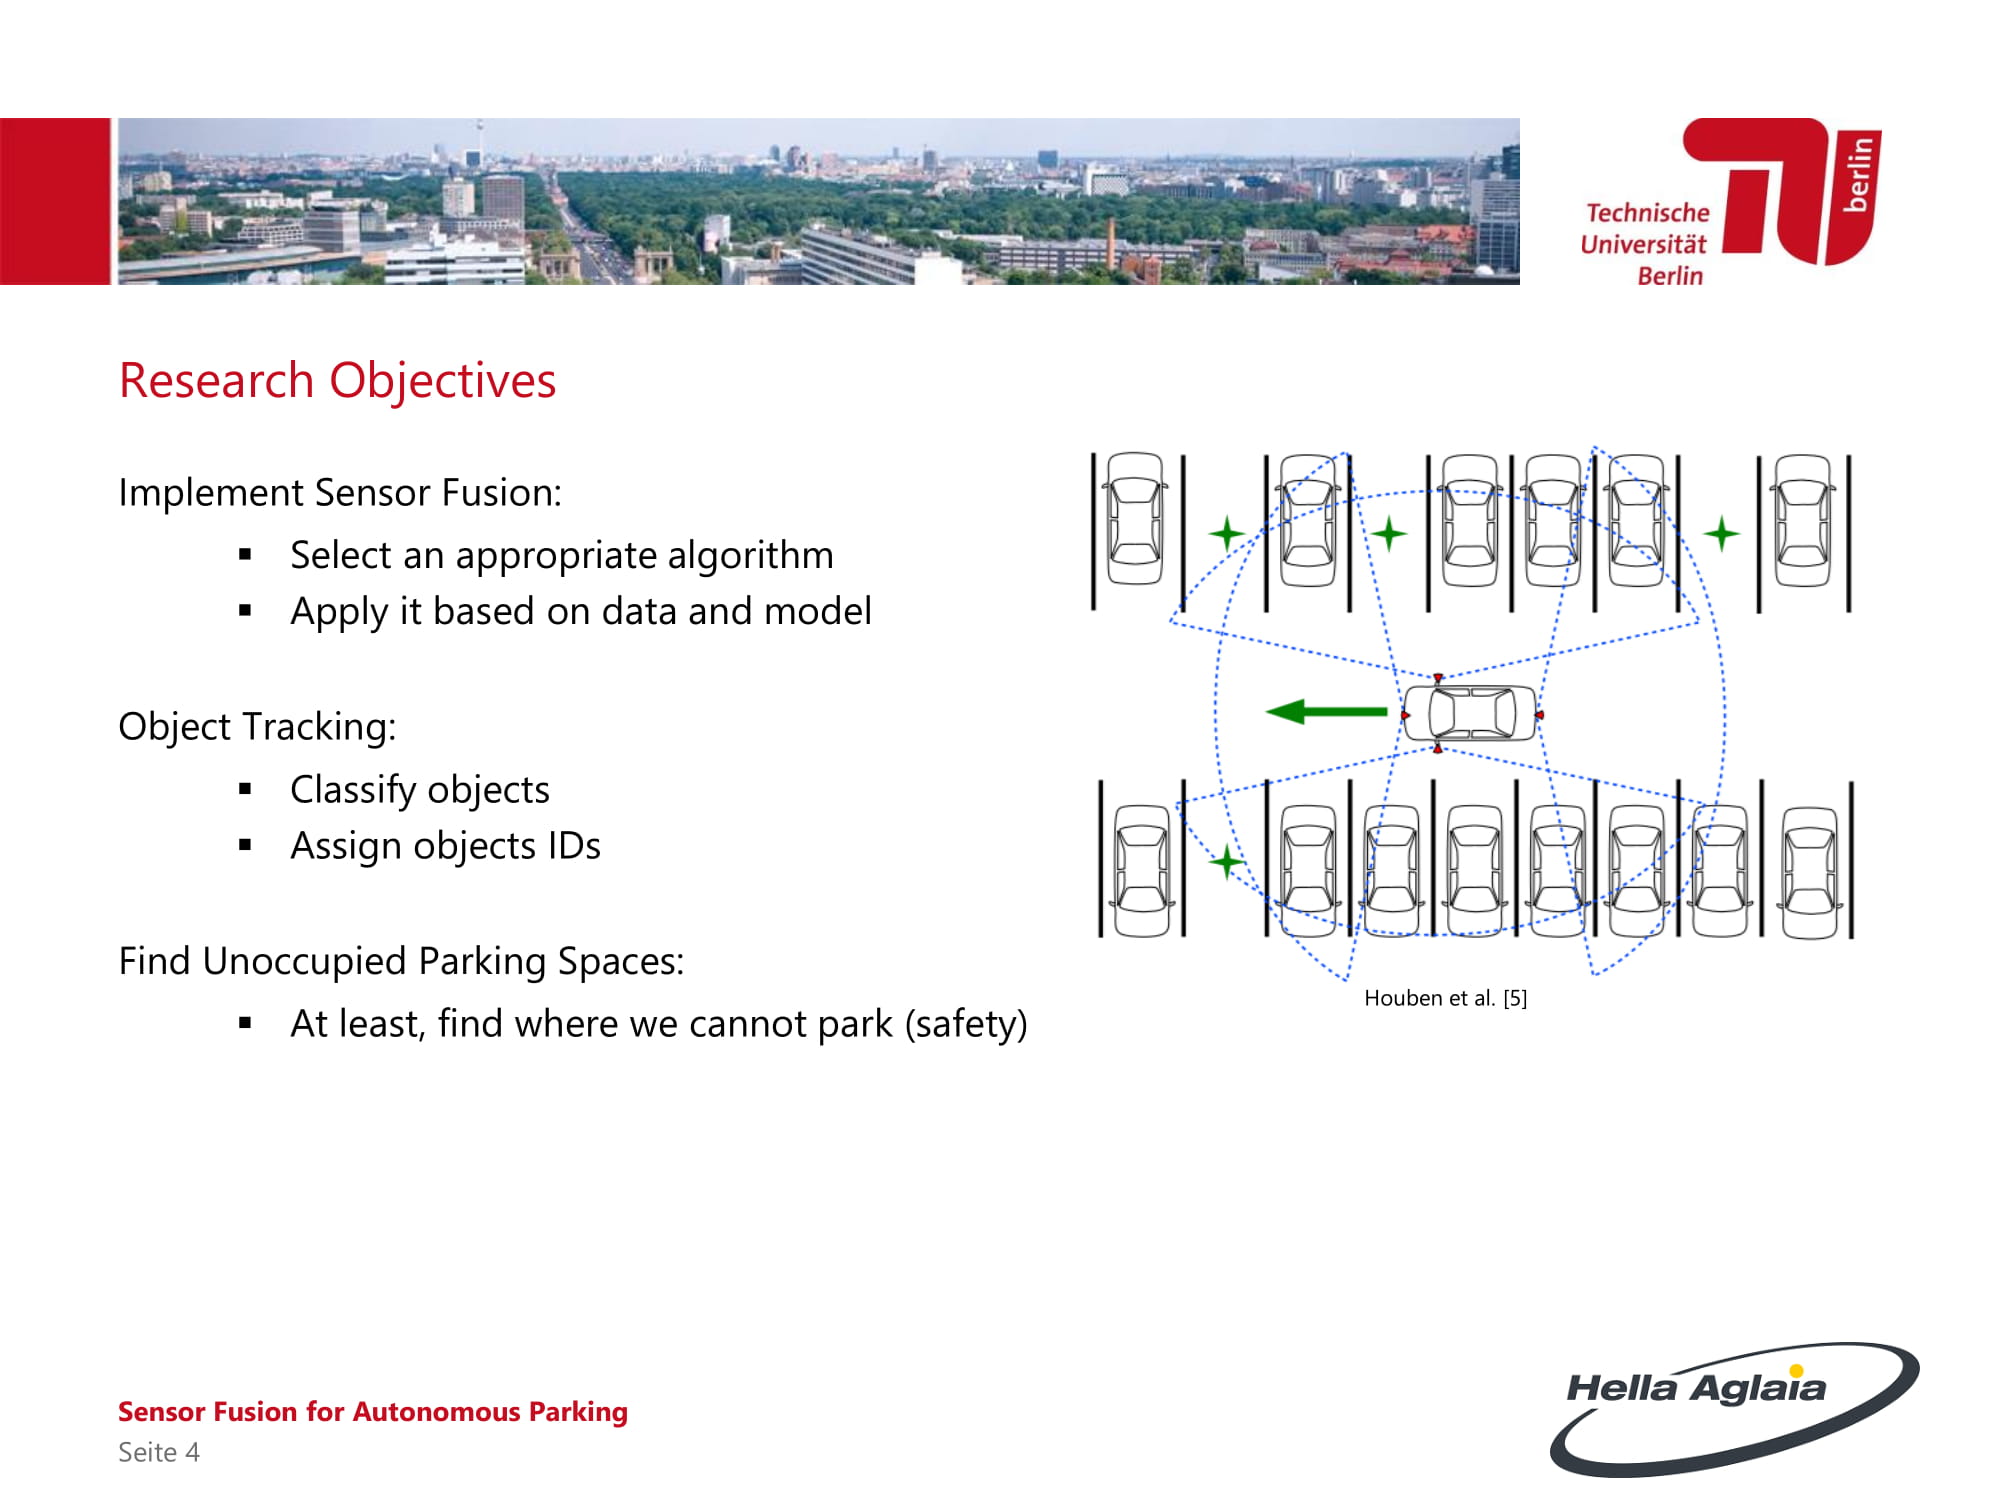 Technische
Universität
Berlin
berlin
Research Objectives
Implement Sensor Fusion:
▪ Select an appropriate algorithm
▪ Apply it based on data and model
Object Tracking:
▪ Classify objects
▪ Assign objects IDs
Find Unoccupied Parking Spaces:
▪ At least, find where we cannot park (safety)
Houben et al. [5]
Sensor Fusion for Autonomous Parking
Seite 4
Hella Aglaia